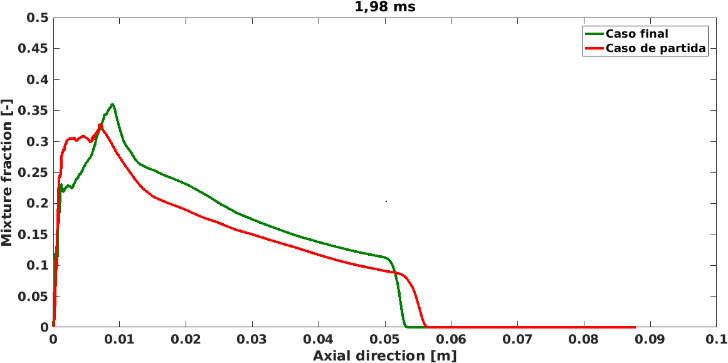 1,98 ms
Mixture fraction [-]
0.5
0.45
0.4
0.35
0.3
0.25
0.2
0.15
0.1
0.05
0
Caso final
Caso de partida
0 0.01 0.02 0.03 0.04 0.05 0.06 0.07 0.08 0.09 0.1
Axial direction [m]